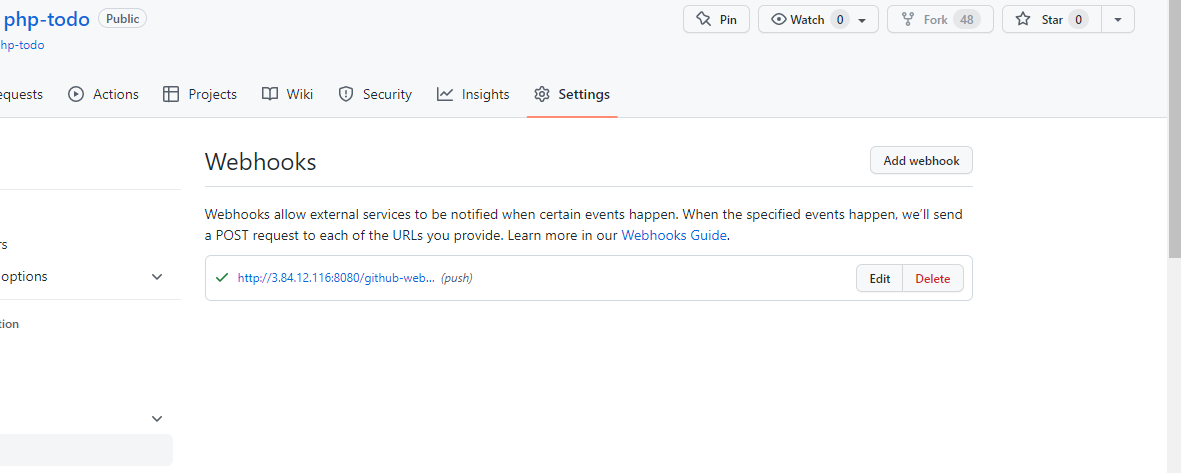 php-todo Public Pin Watch 0 Fork 48 Star 0
hp-todo
equests Actions Projects Wiki Security Insights Settings
Webhooks Add webhook
Webhooks allow external services to be notified when certain events happen. When the specified events happen, we'll send
a POST request to each of the URLs you provide. Learn more in our Webhooks Guide.
rs
options
http://3.84.12.116:8080/github-web... (push) Edit Delete
tion